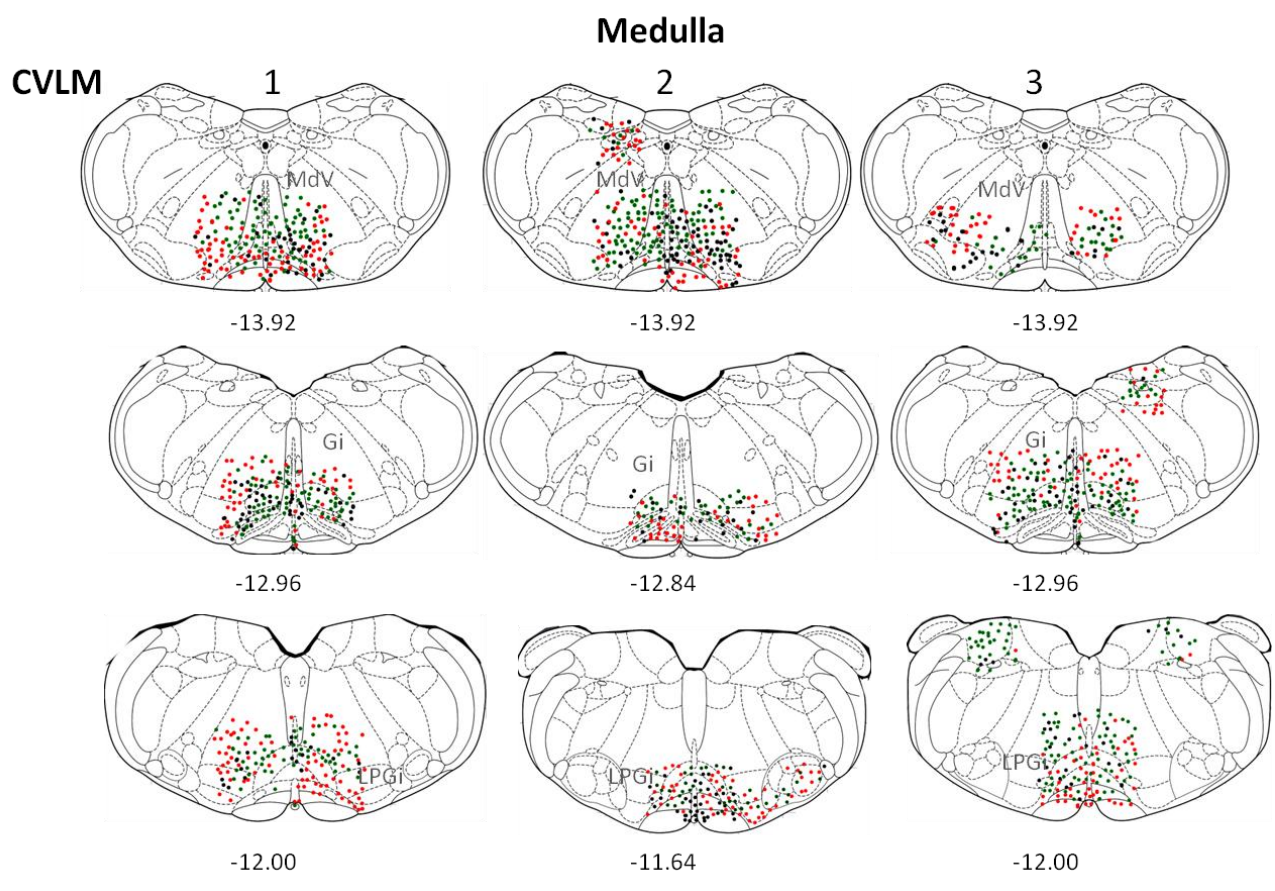 Medulla
CVLM 1 2 3
MdV MdV MdV
-13.92 -13.92 -13.92
Gi Gi Gi
-12.96 -12.84 -12.96
LPGi LPGi LPGi
-12.00 -11.64 -12.00